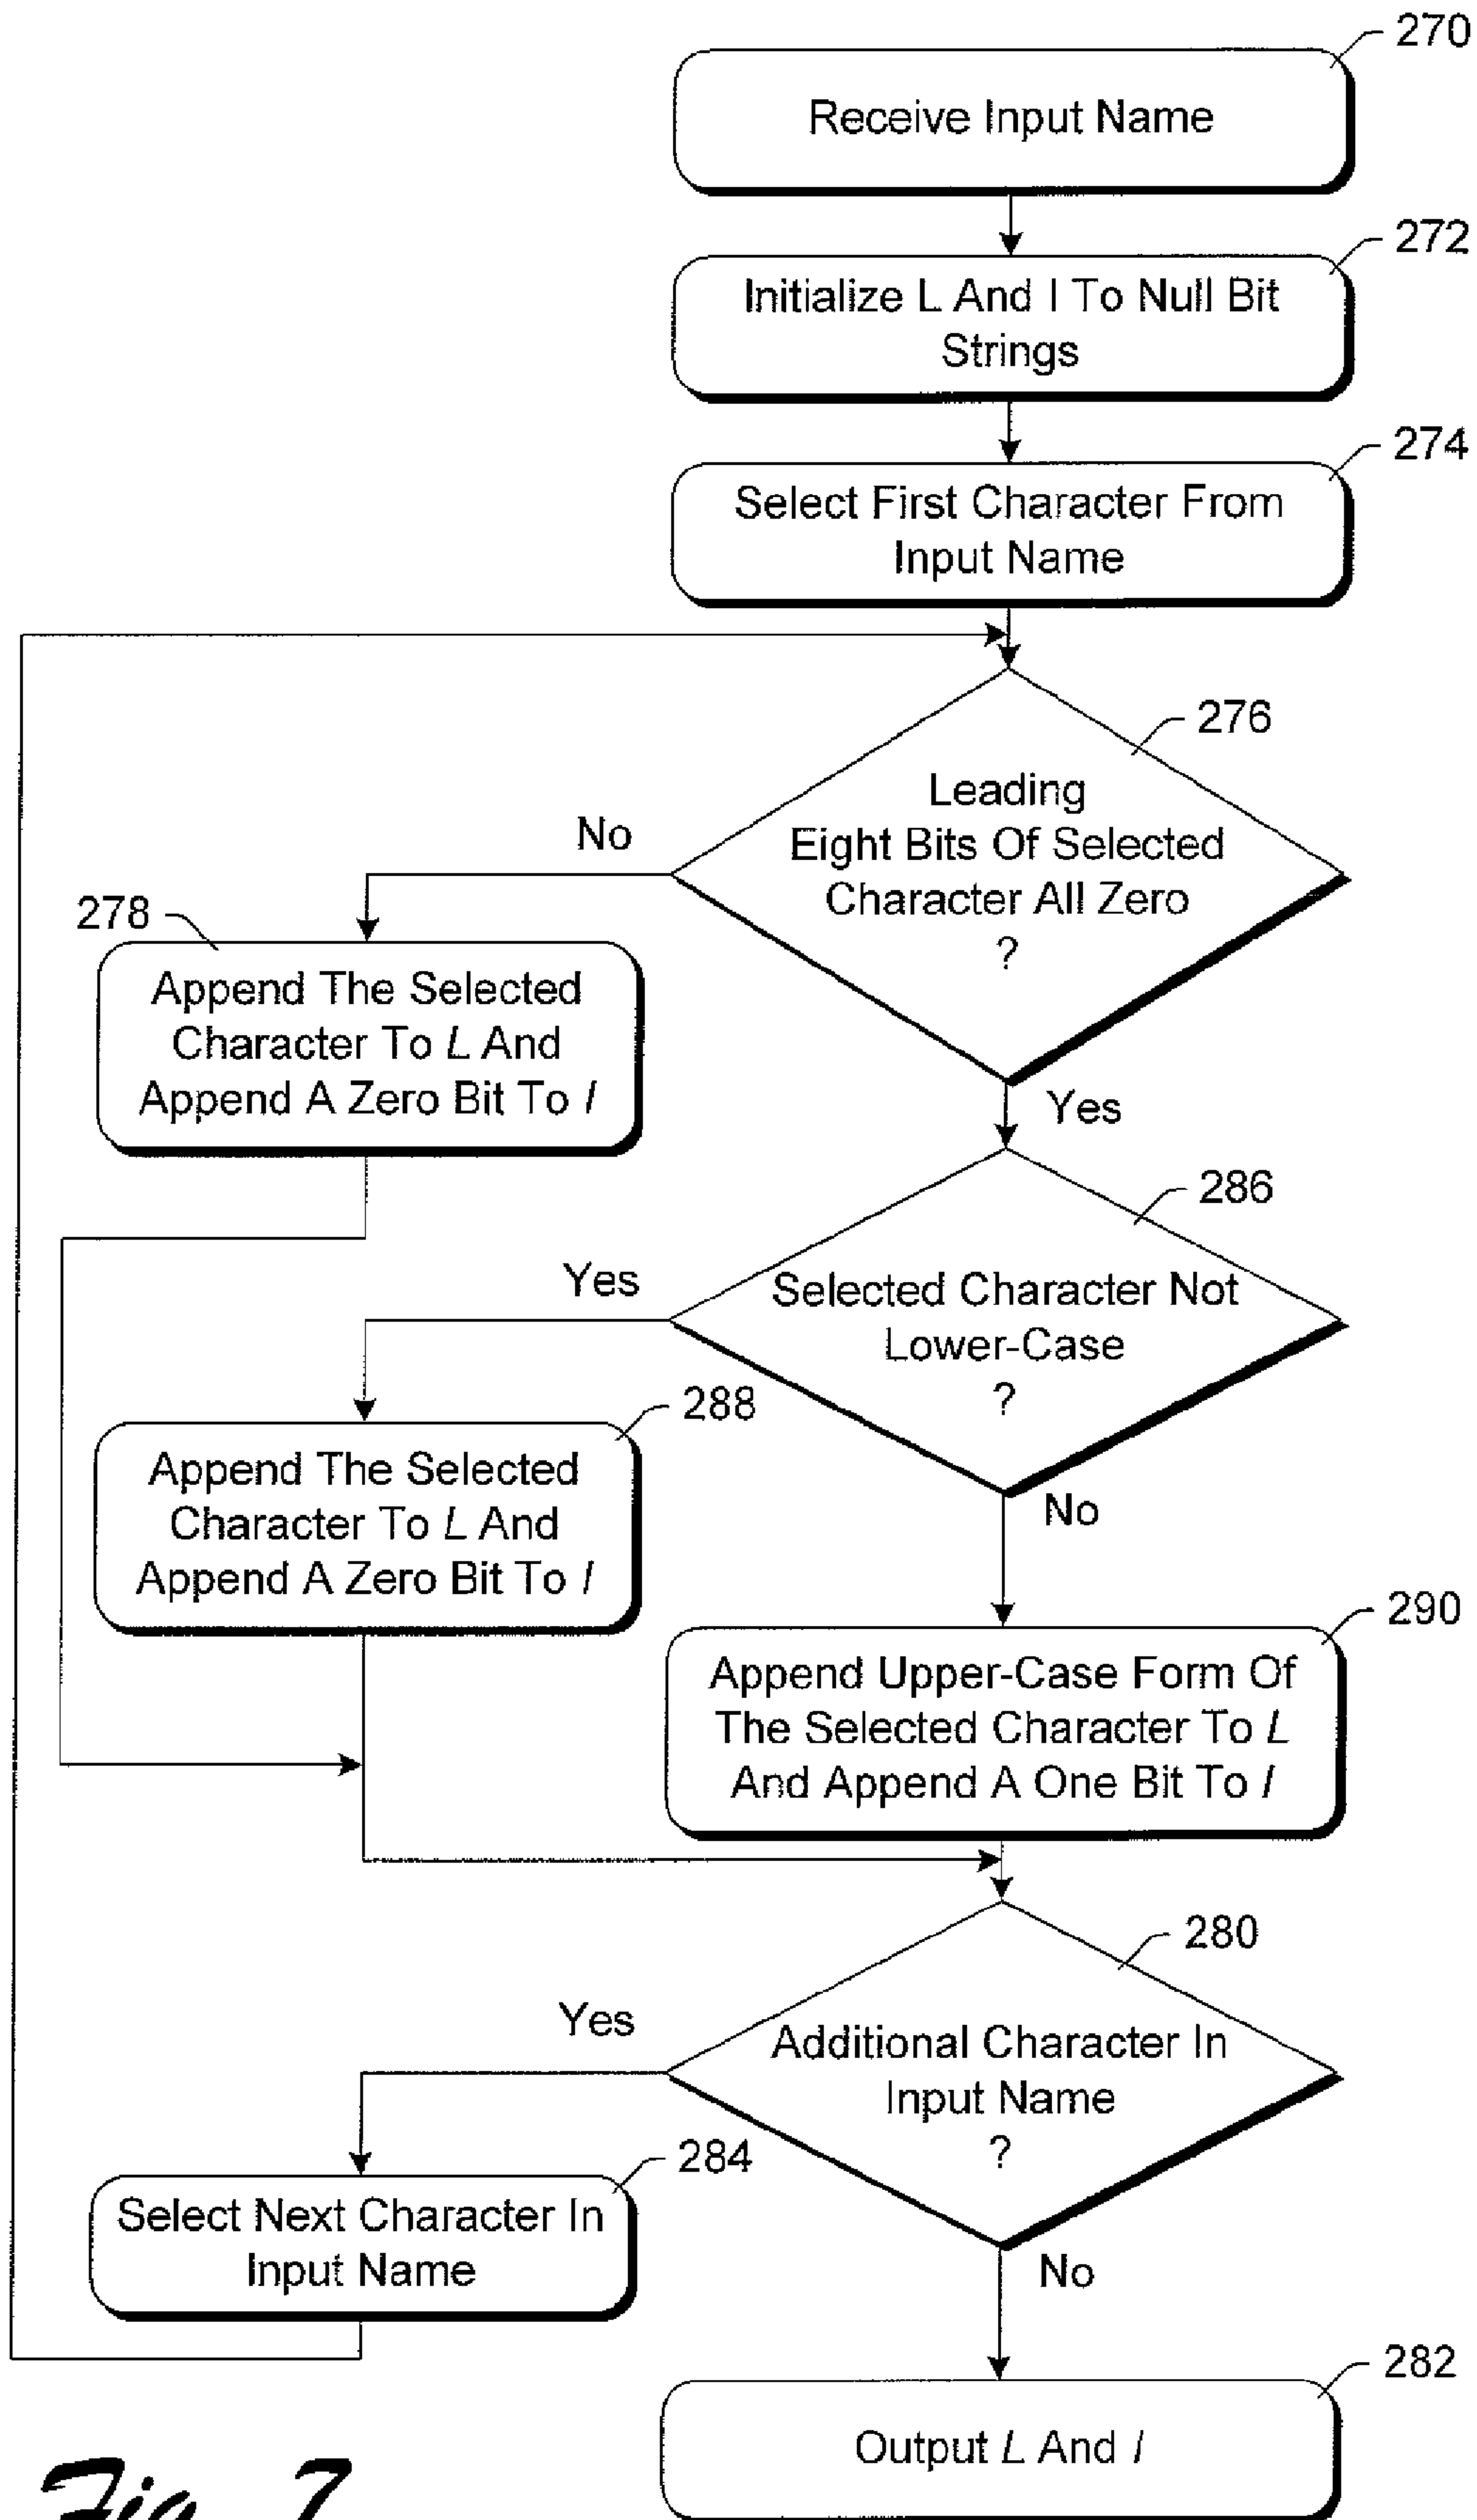 270
Receive Input Name
272
Initialize L And I To Null Bit
Strings
274
Select First Character From
Input Name
276
Leading
Eight Bits Of Selected
Character All Zero
?
No
278
Append The Selected
Character To L And
Append A Zero Bit To I
Yes
286
Selected Character Not
Lower-Case
?
Yes
288
Append The Selected
Character To L And
Append A Zero Bit To I
No
290
Append Upper-Case Form Of
The Selected Character To L
And Append A One Bit To I
280
Additional Character In
Input Name
?
Yes
284
Select Next Character In
Input Name
No
282
Output L And I
Fig. 7